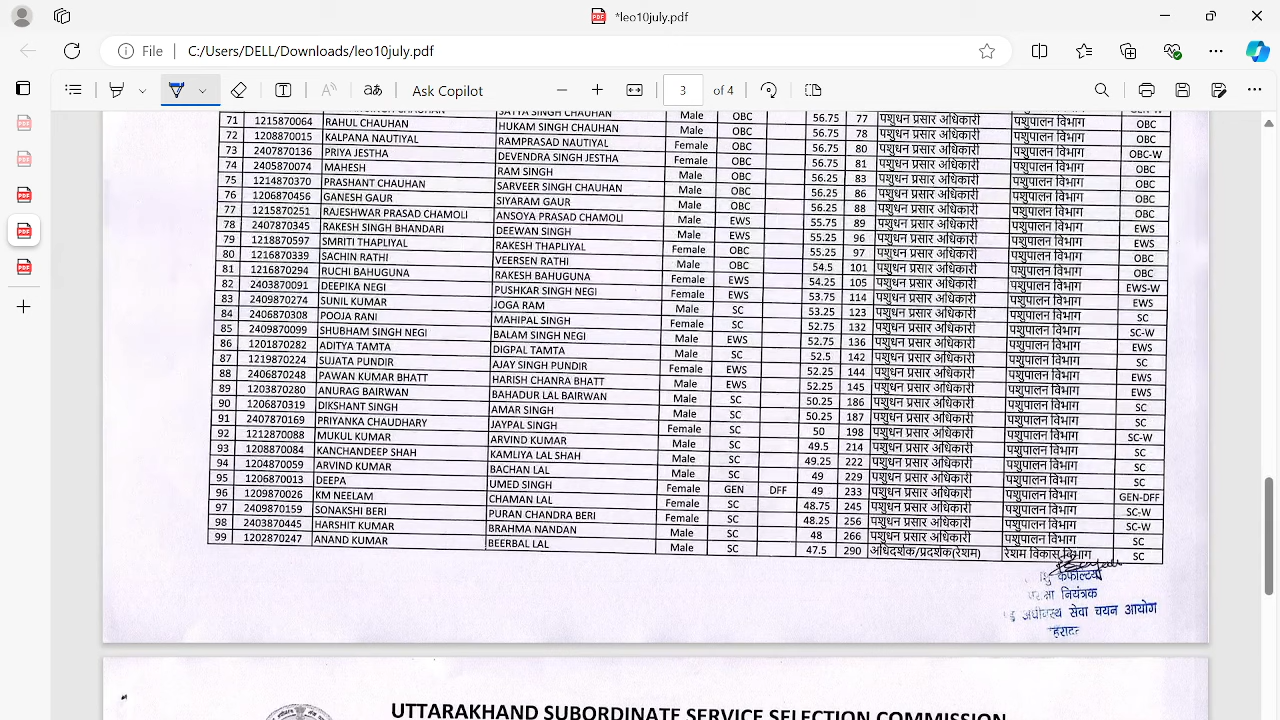 *leo10july.pdf
File C:/Users/DELL/Downloads/leo10july.pdf
aあ Ask Copilot 3 of 4
SATYA SINGH CHAUHAN Male OBC 56.75 77 पशुधन प्रसार अधिकारी पशुपालन विभाग OBC
71 1215870064 RAHUL CHAUHAN HUKAM SINGH CHAUHAN Male OBC 56.75 78 पशुधन प्रसार अधिकारी पशुपालन विभाग OBC
72 1208870015 KALPANA NAUTIYAL RAMPRASAD NAUTIYAL Female OBC 56.75 80 पशुधन प्रसार अधिकारी पशुपालन विभाग OBC-W
73 2407870136 PRIYA JESTHA DEVENDRA SINGH JESTHA Female OBC 56.75 81 पशुधन प्रसार अधिकारी पशुपालन विभाग OBC
74 2405870074 MAHESH RAM SINGH Male OBC 56.25 83 पशुधन प्रसार अधिकारी पशुपालन विभाग OBC
75 1214870370 PRASHANT CHAUHAN SARVEER SINGH CHAUHAN Male OBC 56.25 86 पशुधन प्रसार अधिकारी पशुपालन विभाग OBC
76 1206870456 GANESH GAUR SIYARAM GAUR Male OBC 56.25 88 पशुधन प्रसार अधिकारी पशुपालन विभाग OBC
77 1215870251 RAJESHWAR PRASAD CHAMOLI ANSOYA PRASAD CHAMOLI Male EWS 55.75 89 पशुधन प्रसार अधिकारी पशुपालन विभाग EWS
78 2407870345 RAKESH SINGH BHANDARI DEEWAN SINGH Male EWS 55.25 96 पशुधन प्रसार अधिकारी पशुपालन विभाग EWS
79 1218870597 SMRITI THAPLIYAL RAKESH THAPLIYAL Female OBC 55.25 97 पशुधन प्रसार अधिकारी पशुपालन विभाग OBC
80 1216870339 SACHIN RATHI VEERSEN RATHI Male OBC 54.5 101 पशुधन प्रसार अधिकारी पशुपालन विभाग OBC
81 1216870294 RUCHI BAHUGUNA RAKESH BAHUGUNA Female EWS 54.25 105 पशुधन प्रसार अधिकारी पशुपालन विभाग EWS-W
82 2403870091 DEEPIKA NEGI PUSHKAR SINGH NEGI Female EWS 53.75 114 पशुधन प्रसार अधिकारी पशुपालन विभाग EWS
83 2409870274 SUNIL KUMAR JOGA RAM Male SC 53.25 123 पशुधन प्रसार अधिकारी पशुपालन विभाग SC
84 2406870308 POOJA RANI MAHIPAL SINGH Female SC 52.75 132 पशुधन प्रसार अधिकारी पशुपालन विभाग SC-W
85 2409870099 SHUBHAM SINGH NEGI BALAM SINGH NEGI Male EWS 52.75 136 पशुधन प्रसार अधिकारी पशुपालन विभाग EWS
86 1201870282 ADITYA TAMTA DIGPAL TAMTA Male SC 52.5 142 पशुधन प्रसार अधिकारी पशुपालन विभाग SC
87 1219870224 SUJATA PUNDIR AJAY SINGH PUNDIR Female EWS 52.25 144 पशुधन प्रसार अधिकारी पशुपालन विभाग EWS
88 2406870248 PAWAN KUMAR BHATT HARISH CHANRA BHATT Male EWS 52.25 145 पशुधन प्रसार अधिकारी पशुपालन विभाग EWS
89 1203870280 ANURAG BAIRWAN BAHADUR LAL BAIRWAN Male SC 50.25 186 पशुधन प्रसार अधिकारी पशुपालन विभाग SC
90 1206870319 DIKSHANT SINGH AMAR SINGH Male SC 50.25 187 पशुधन प्रसार अधिकारी पशुपालन विभाग SC
91 2407870169 PRIYANKA CHAUDHARY JAYPAL SINGH Female SC 50 198 पशुधन प्रसार अधिकारी पशुपालन विभाग SC-W
92 1212870088 MUKUL KUMAR ARVIND KUMAR Male SC 49.5 214 पशुधन प्रसार अधिकारी पशुपालन विभाग SC
93 1208870084 KANCHANDEEP SHAH KAMLIYA LAL SHAH Male SC 49.25 222 पशुधन प्रसार अधिकारी पशुपालन विभाग SC
94 1204870059 ARVIND KUMAR BACHAN LAL Male SC 49 229 पशुधन प्रसार अधिकारी पशुपालन विभाग SC
95 1206870013 DEEPA UMED SINGH Female GEN DFF 49 233 पशुधन प्रसार अधिकारी पशुपालन विभाग GEN-DFF
96 1209870026 KM NEELAM CHAMAN LAL Female SC 48.75 245 पशुधन प्रसार अधिकारी पशुपालन विभाग SC-W
97 2409870159 SONAKSHI BERI PURAN CHANDRA BERI Female SC 48.25 256 पशुधन प्रसार अधिकारी पशुपालन विभाग SC-W
98 2403870445 HARSHIT KUMAR BRAHMA NANDAN Male SC 48 266 पशुधन प्रसार अधिकारी पशुपालन विभाग SC
99 1202870247 ANAND KUMAR BEERBAL LAL Male SC 47.5 290 अधिदर्शक/प्रदर्शक(रेशम) रेशम विकास विभाग SC
नियंत्रक
सेवा चयन आयोग
UTTARAKHAND SUBORDINATE SERVICE SELECTION COMMISSION